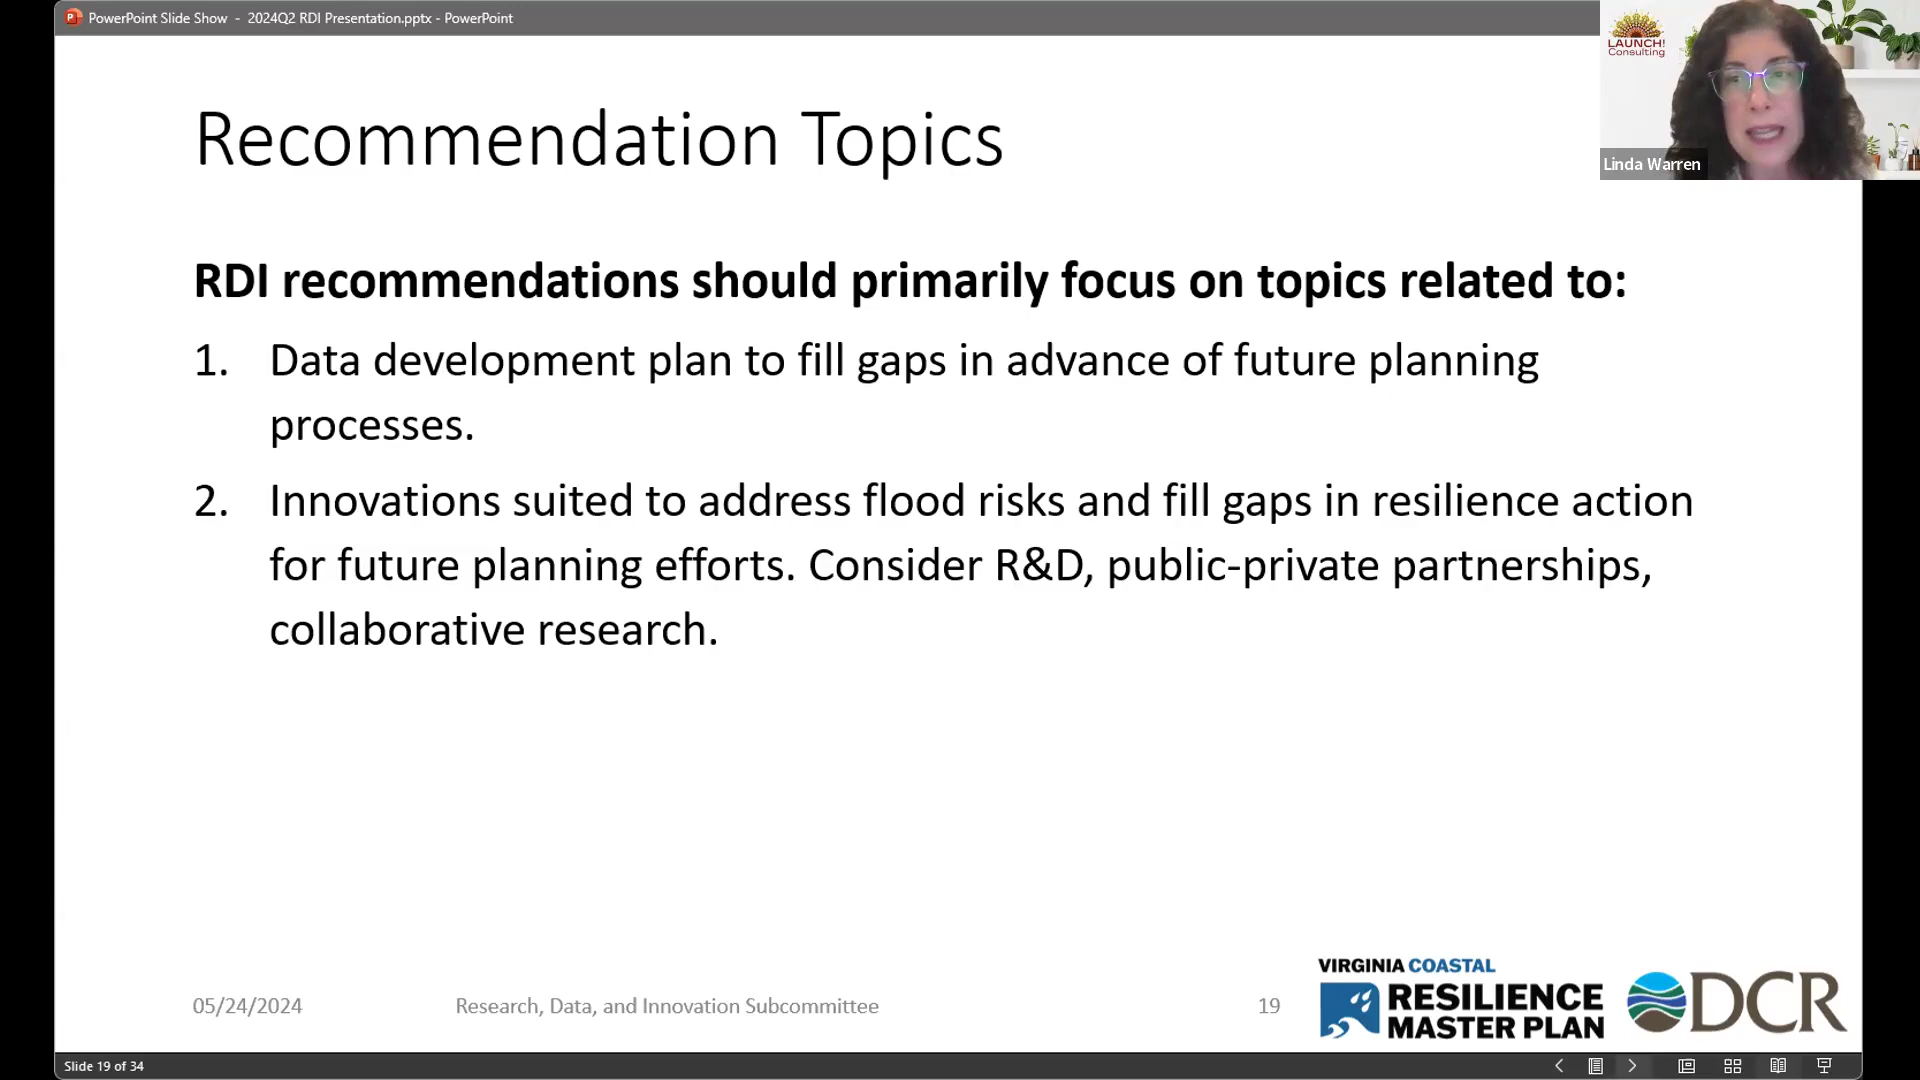 PowerPoint Slide Show - 2024Q2 RDI Presentation.pptx - PowerPoint
LAUNCH!
Consulting
Linda Warren
Recommendation Topics
RDI recommendations should primarily focus on topics related to:
1. Data development plan to fill gaps in advance of future planning
processes.
2. Innovations suited to address flood risks and fill gaps in resilience action
for future planning efforts. Consider R&D, public-private partnerships,
collaborative research.
05/24/2024
Research, Data, and Innovation Subcommittee
19
VIRGINIA COASTAL
RESILIENCE
MASTER PLAN
DCR
Slide 19 of 34